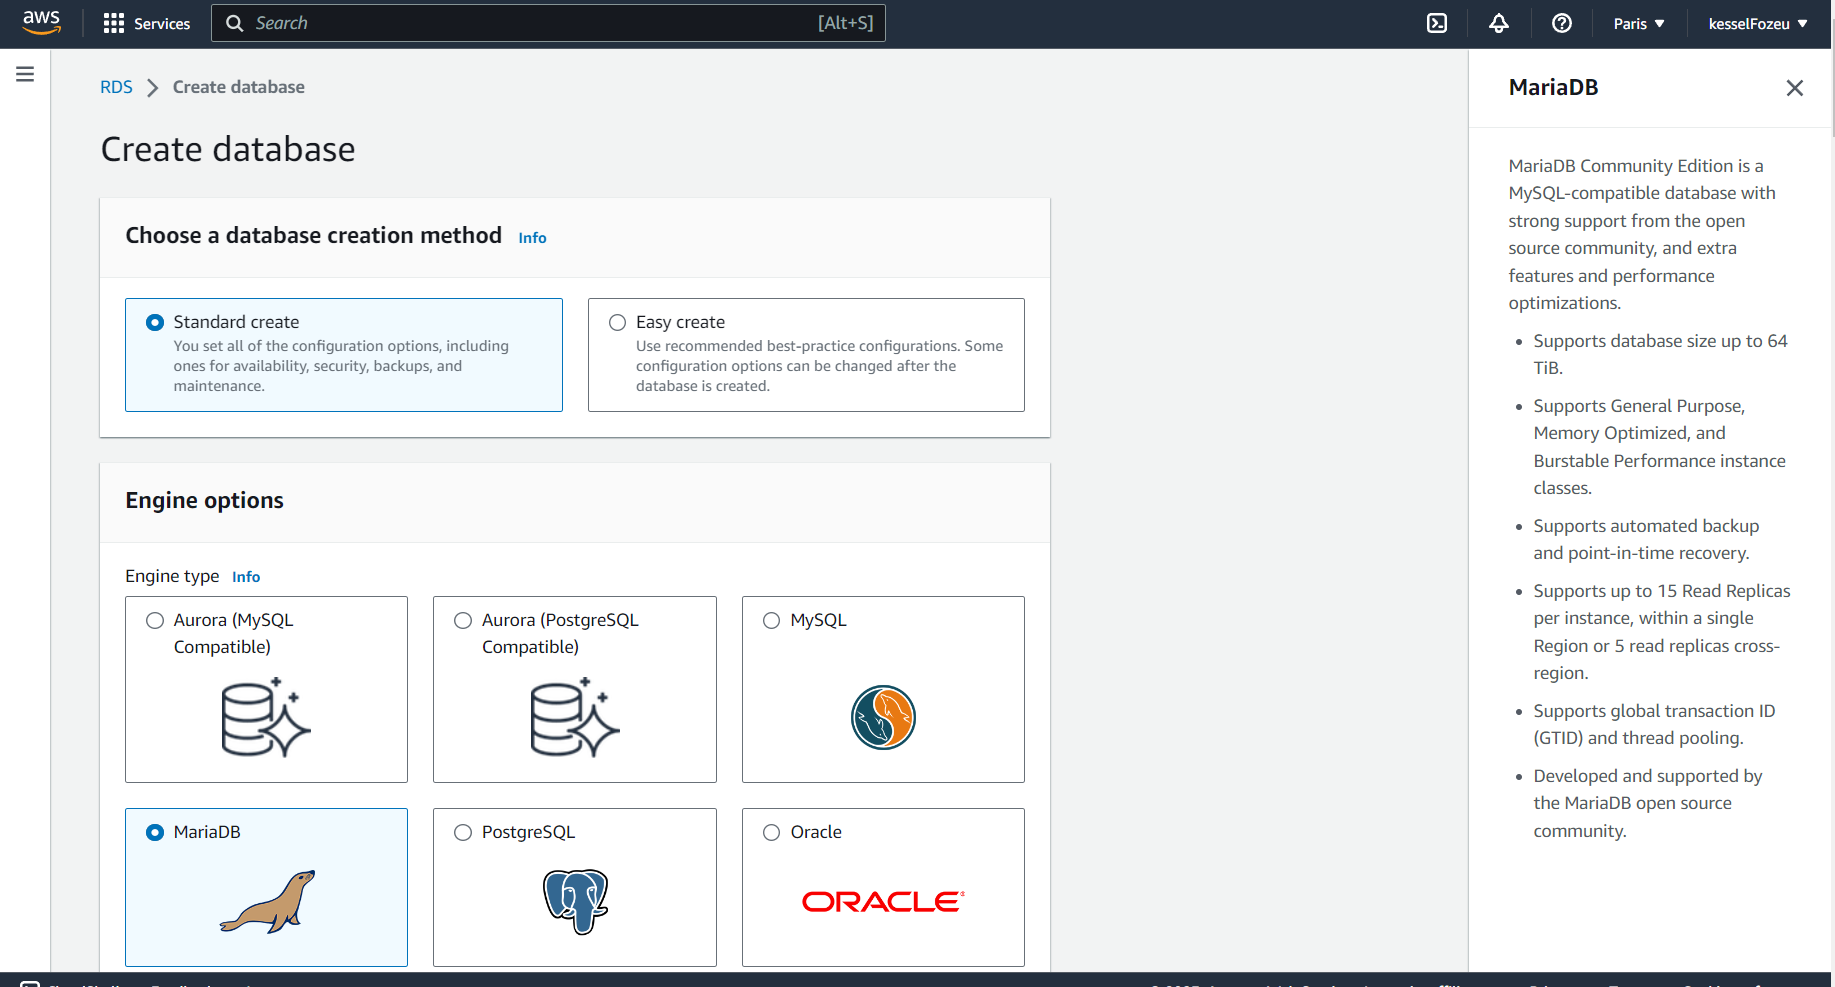 aws
Services
Search
[Alt+S]
Paris
kesselFozeu
RDS
Create database
Create database
Choose a database creation method Info
Standard create
You set all of the configuration options, including
ones for availability, security, backups, and
maintenance.
Easy create
Use recommended best-practice configurations. Some
configuration options can be changed after the
database is created.
Engine options
Engine type Info
Aurora (MySQL
Compatible)
Aurora (PostgreSQL
Compatible)
MySQL
MariaDB
PostgreSQL
Oracle
ORACLE
MariaDB
MariaDB Community Edition is a
MySQL-compatible database with
strong support from the open
source community, and extra
features and performance
optimizations.
Supports database size up to 64
TiB.
Supports General Purpose,
Memory Optimized, and
Burstable Performance instance
classes.
Supports automated backup
and point-in-time recovery.
Supports up to 15 Read Replicas
per instance, within a single
Region or 5 read replicas cross-
region.
Supports global transaction ID
(GTID) and thread pooling.
Developed and supported by
the MariaDB open source
community.